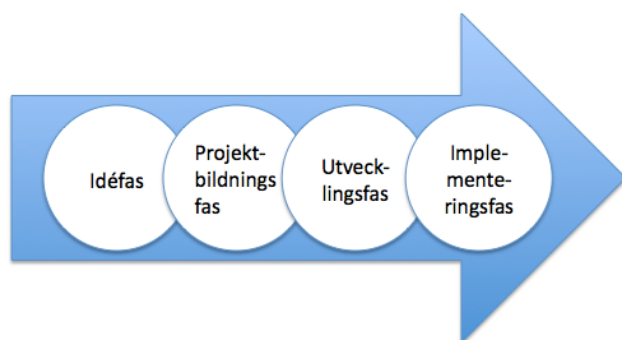 Idéfas
Projekt-
bildnings
fas
Utveck-
lingsfas
Imple-
mente-
ringsfas